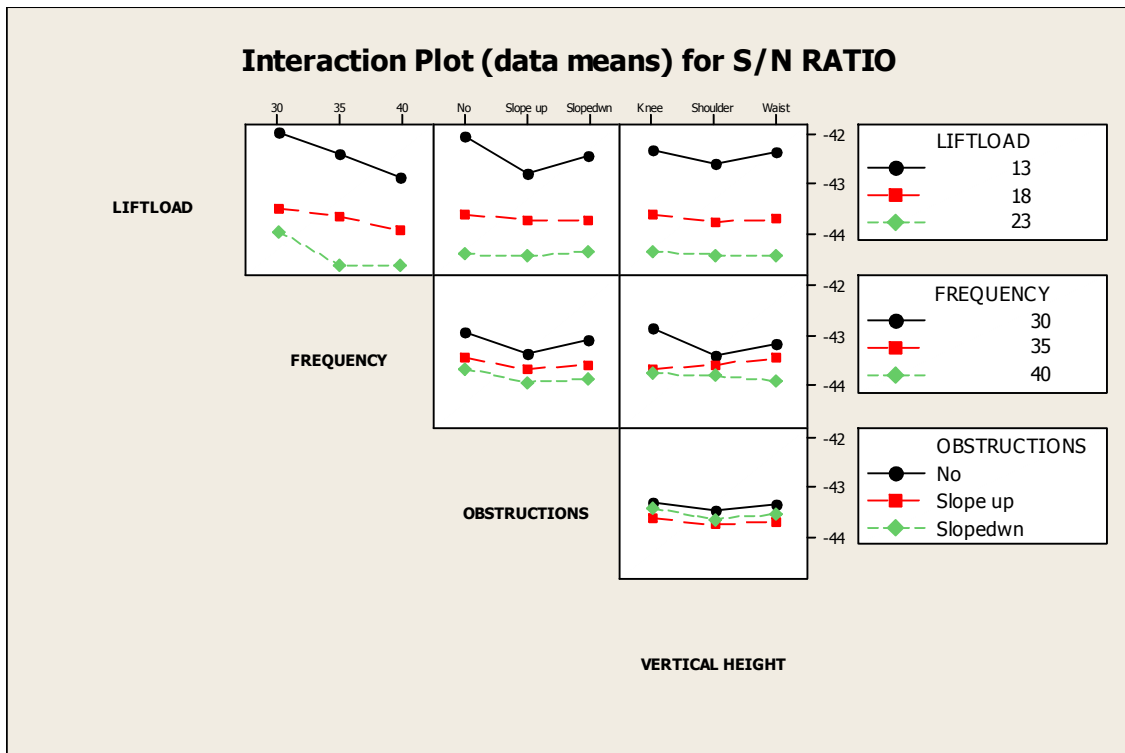 Interaction Plot (data means) for S/N RATIO
30 35 40 No Slope up Slopedwn Knee Shoulder Waist
LIFTLOAD
-42
-43
-44
LIFTLOAD
13
18
23
FREQUENCY
-42
-43
-44
FREQUENCY
30
35
40
OBSTRUCTIONS
-42
-43
-44
OBSTRUCTIONS
No
Slope up
Slopedwn
VERTICAL HEIGHT